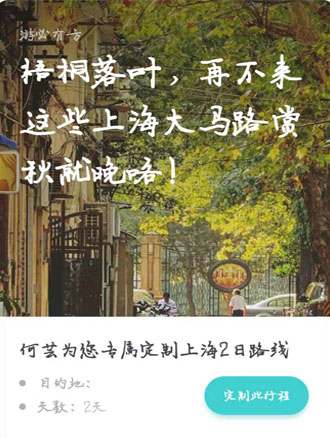 游必有方
梧桐落叶，再不来
这些上海大马路赏
秋就晚咯！
何芸为您专属定制上海2日路线
目的地：
天数：2天
定制此行程